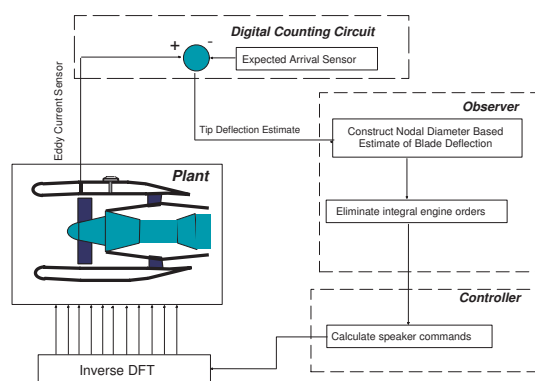 Digital Counting Circuit
+
-
Expected Arrival Sensor
Eddy Current Sensor
Tip Deflection Estimate
Observer
Construct Nodal Diameter Based
Estimate of Blade Deflection
Plant
Eliminate integral engine orders
Controller
Calculate speaker commands
Inverse DFT